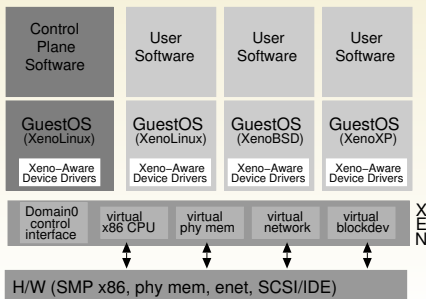 Control
Plane
Software
User
Software
User
Software
User
Software
GuestOS
(XenoLinux)
Xeno-Aware
Device Drivers
GuestOS
(XenoLinux)
Xeno-Aware
Device Drivers
GuestOS
(XenoBSD)
Xeno-Aware
Device Drivers
GuestOS
(XenoXP)
Xeno-Aware
Device Drivers
Domain0
control
interface
virtual
x86 CPU
virtual
phy mem
virtual
network
virtual
blockdev
X
E
N
H/W (SMP x86, phy mem, enet, SCSI/IDE)